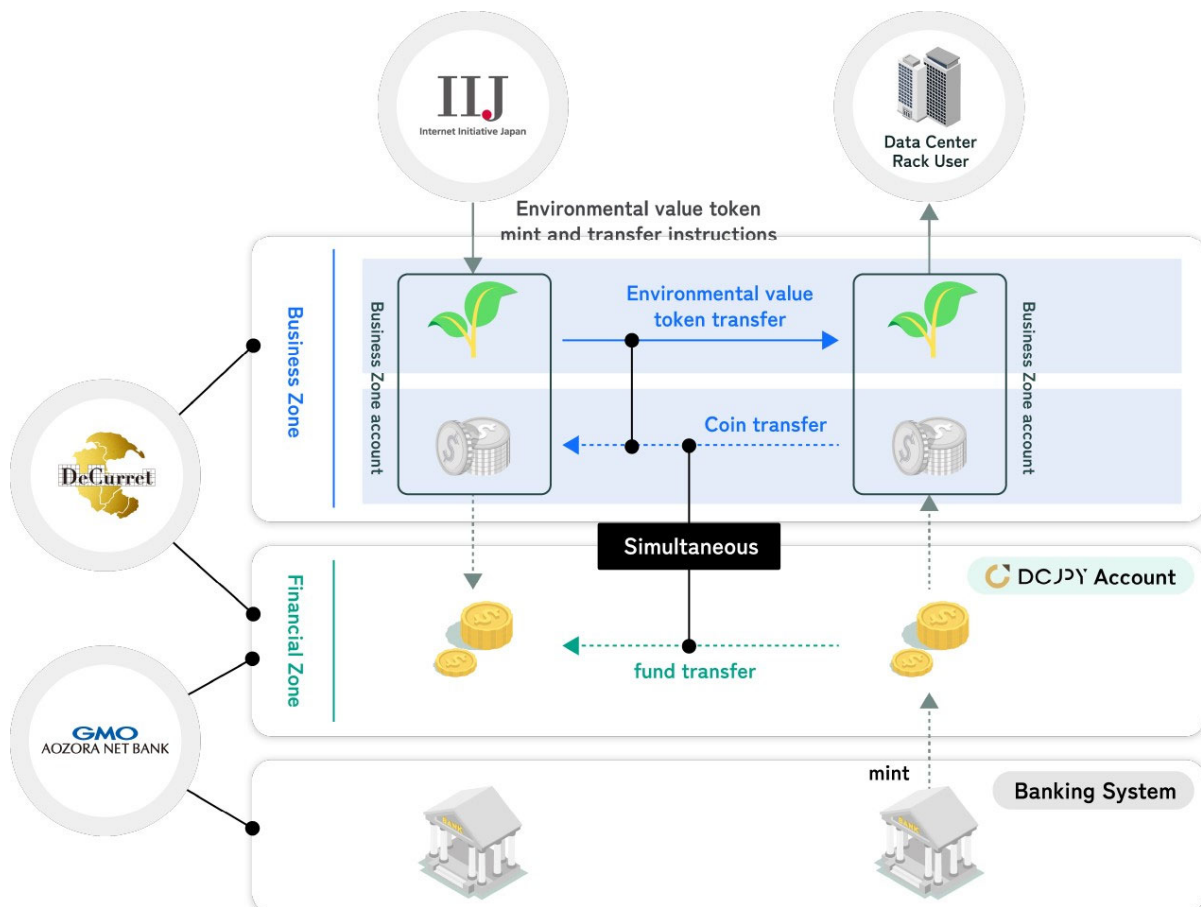 IIJ
Internet Initiative Japan
Data Center
Rack User
Environmental value token
mint and transfer instructions
Business Zone
Business Zone account
Environmental value
token transfer
Business Zone account
Coin transfer
DeCurret
Simultaneous
Financial Zone
DCJPY Account
fund transfer
GMO
AOZORA NET BANK
mint
Banking System
BANK
BANK